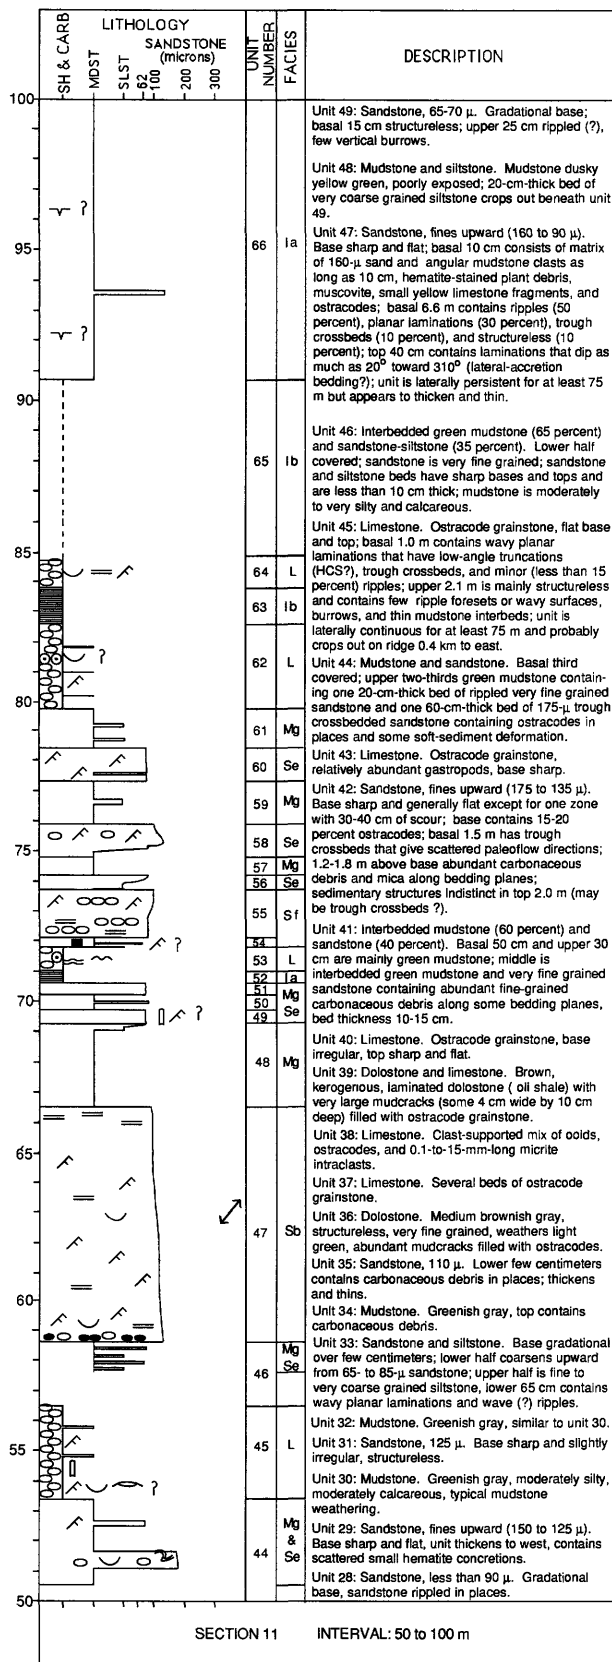 LITHOLOGY
SANDSTONE
(microns)
SH & CARB
MDST
SLST
62
100
200
300
UNIT NUMBER
FACIES
DESCRIPTION
100
95
90
85
80
75
70
65
60
55
50
?
?
?
?
?
?
66 Ia
65 Ib
64 L
63 Ib
62 L
61 Mg
60 Se
59 Mg
58 Se
57 Mg
56 Se
55 Sf
54
53 L
52 Ia
51
50 Mg
49 Se
48 Mg
47 Sb
46 Mg Se
45 L
44 Mg & Se
Unit 49: Sandstone, 65-70 µ. Gradational base;
basal 15 cm structureless; upper 25 cm rippled (?),
few vertical burrows.
Unit 48: Mudstone and siltstone. Mudstone dusky
yellow green, poorly exposed; 20-cm-thick bed of
very coarse grained siltstone crops out beneath unit
49.
Unit 47: Sandstone, fines upward (160 to 90 µ).
Base sharp and flat; basal 10 cm consists of matrix
of 160-µ sand and angular mudstone clasts as
long as 10 cm, hematite-stained plant debris,
muscovite, small yellow limestone fragments, and
ostracodes; basal 6.6 m contains ripples (50
percent), planar laminations (30 percent), trough
crossbeds (10 percent), and structureless (10
percent); top 40 cm contains laminations that dip as
much as 20° toward 310° (lateral-accretion
bedding?); unit is laterally persistent for at least 75
m but appears to thicken and thin.
Unit 46: Interbedded green mudstone (65 percent)
and sandstone-siltstone (35 percent). Lower half
covered; sandstone is very fine grained; sandstone
and siltstone beds have sharp bases and tops and
are less than 10 cm thick; mudstone is moderately
to very silty and calcareous.
Unit 45: Limestone. Ostracode grainstone, flat base
and top; basal 1.0 m contains wavy planar
laminations that have low-angle truncations
(HCS?), trough crossbeds, and minor (less than 15
percent) ripples; upper 2.1 m is mainly structureless
and contains few ripple foresets or wavy surfaces,
burrows, and thin mudstone interbeds; unit is
laterally continuous for at least 75 m and probably
crops out on ridge 0.4 km to east.
Unit 44: Mudstone and sandstone. Basal third
covered; upper two-thirds green mudstone contain-
ing one 20-cm-thick bed of rippled very fine grained
sandstone and one 60-cm-thick bed of 175-µ trough
crossbedded sandstone containing ostracodes in
places and some soft-sediment deformation.
Unit 43: Limestone. Ostracode grainstone,
relatively abundant gastropods, base sharp.
Unit 42: Sandstone, fines upward (175 to 135 µ).
Base sharp and generally flat except for one zone
with 30-40 cm of scour; base contains 15-20
percent ostracodes; basal 1.5 m has trough
crossbeds that give scattered paleoflow directions;
1.2-1.8 m above base abundant carbonaceous
debris and mica along bedding planes;
sedimentary structures indistinct in top 2.0 m (may
be trough crossbeds ?).
Unit 41: Interbedded mudstone (60 percent) and
sandstone (40 percent). Basal 50 cm and upper 30
cm are mainly green mudstone; middle is
interbedded green mudstone and very fine grained
sandstone containing abundant fine-grained
carbonaceous debris along some bedding planes,
bed thickness 10-15 cm.
Unit 40: Limestone. Ostracode grainstone, base
irregular, top sharp and flat.
Unit 39: Dolostone and limestone. Brown,
kerogenous, laminated dolostone ( oil shale) with
very large mudcracks (some 4 cm wide by 10 cm
deep) filled with ostracode grainstone.
Unit 38: Limestone. Clast-supported mix of ooids,
ostracodes, and 0.1-to-15-mm-long micrite
intraclasts.
Unit 37: Limestone. Several beds of ostracode
grainstone.
Unit 36: Dolostone. Medium brownish gray,
structureless, very fine grained, weathers light
green, abundant mudcracks filled with ostracodes.
Unit 35: Sandstone, 110 µ. Lower few centimeters
contains carbonaceous debris in places; thickens
and thins.
Unit 34: Mudstone. Greenish gray, top contains
carbonaceous debris.
Unit 33: Sandstone and siltstone. Base gradational
over few centimeters; lower half coarsens upward
from 65- to 85-µ sandstone; upper half is fine to
very coarse grained siltstone, lower 65 cm contains
wavy planar laminations and wave (?) ripples.
Unit 32: Mudstone. Greenish gray, similar to unit 30.
Unit 31: Sandstone, 125 µ. Base sharp and slightly
irregular, structureless.
Unit 30: Mudstone. Greenish gray, moderately silty,
moderately calcareous, typical mudstone
weathering.
Unit 29: Sandstone, fines upward (150 to 125 µ).
Base sharp and flat, unit thickens to west, contains
scattered small hematite concretions.
Unit 28: Sandstone, less than 90 µ. Gradational
base, sandstone rippled in places.
SECTION 11 INTERVAL: 50 to 100 m